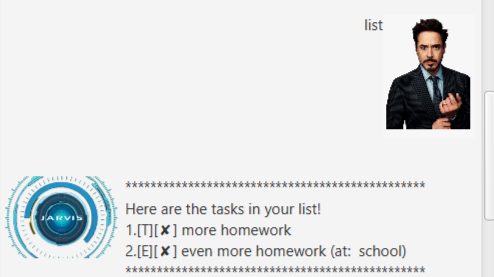 list
JARVIS
************************************************
Here are the tasks in your list!
1.[T][✘] more homework
2.[E][✘] even more homework (at:  school)
************************************************